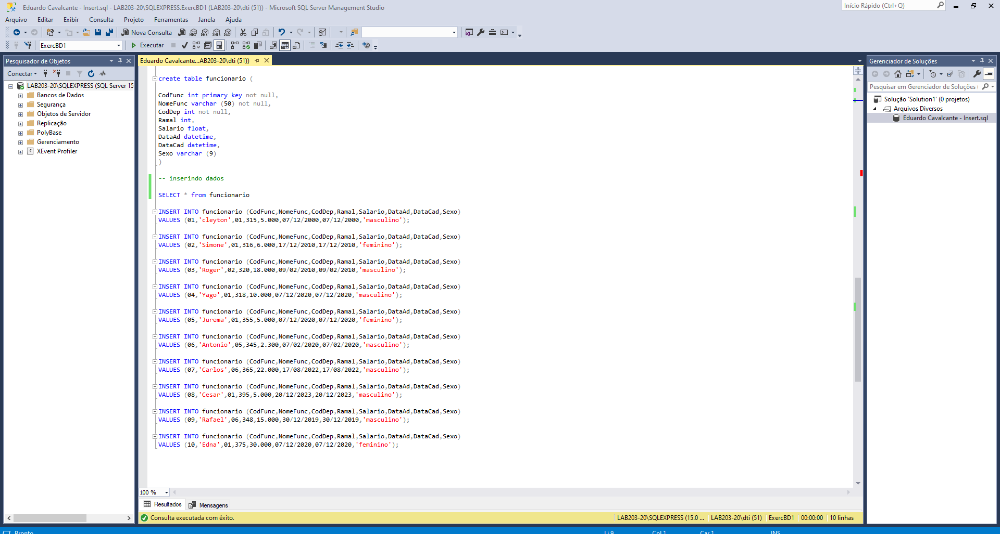 Eduardo Cavalcante - Insert.sql - LAB203-20\SQLEXPRESS.ExercBD1 (LAB203-20\dti (51)) - Microsoft SQL Server Management Studio
Início Rápido (Ctrl+Q)
Arquivo Editar Exibir Consulta Projeto Ferramentas Janela Ajuda
Nova Consulta MDX DMX XMLA DAX
ExercBD1 Executar
Pesquisador de Objetos
Conectar
LAB203-20\SQLEXPRESS (SQL Server 15
Bancos de Dados
Segurança
Objetos de Servidor
Replicação
PolyBase
Gerenciamento
XEvent Profiler
Eduardo Cavalcante...AB203-20\dti (51))
create table funcionario (
CodFunc int primary key not null,
NomeFunc varchar (50) not null,
CodDep int not null,
Ramal int,
Salario float,
DataAd datetime,
DataCad datetime,
Sexo varchar (9)
)
-- inserindo dados
SELECT * from funcionario
INSERT INTO funcionario (CodFunc,NomeFunc,CodDep,Ramal,Salario,DataAd,DataCad,Sexo)
VALUES (01,'cleyton',01,315,5.000,07/12/2000,07/12/2000,'masculino');
INSERT INTO funcionario (CodFunc,NomeFunc,CodDep,Ramal,Salario,DataAd,DataCad,Sexo)
VALUES (02,'Simone',01,316,6.000,17/12/2010,17/12/2010,'feminino');
INSERT INTO funcionario (CodFunc,NomeFunc,CodDep,Ramal,Salario,DataAd,DataCad,Sexo)
VALUES (03,'Roger',02,320,18.000,09/02/2010,09/02/2010,'masculino');
INSERT INTO funcionario (CodFunc,NomeFunc,CodDep,Ramal,Salario,DataAd,DataCad,Sexo)
VALUES (04,'Yago',01,318,10.000,07/12/2020,07/12/2020,'masculino');
INSERT INTO funcionario (CodFunc,NomeFunc,CodDep,Ramal,Salario,DataAd,DataCad,Sexo)
VALUES (05,'Jurema',01,355,5.000,07/12/2020,07/12/2020,'feminino');
INSERT INTO funcionario (CodFunc,NomeFunc,CodDep,Ramal,Salario,DataAd,DataCad,Sexo)
VALUES (06,'Antonio',05,345,2.300,07/02/2020,07/02/2020,'masculino');
INSERT INTO funcionario (CodFunc,NomeFunc,CodDep,Ramal,Salario,DataAd,DataCad,Sexo)
VALUES (07,'Carlos',06,365,22.000,17/08/2022,17/08/2022,'masculino');
INSERT INTO funcionario (CodFunc,NomeFunc,CodDep,Ramal,Salario,DataAd,DataCad,Sexo)
VALUES (08,'Cesar',01,395,5.000,20/12/2023,20/12/2023,'masculino');
INSERT INTO funcionario (CodFunc,NomeFunc,CodDep,Ramal,Salario,DataAd,DataCad,Sexo)
VALUES (09,'Rafael',06,348,15.000,30/12/2019,30/12/2019,'masculino');
INSERT INTO funcionario (CodFunc,NomeFunc,CodDep,Ramal,Salario,DataAd,DataCad,Sexo)
VALUES (10,'Edna',01,375,30.000,07/12/2020,07/12/2020,'feminino');
100 %
Resultados Mensagens
Consulta executada com êxito. LAB203-20\SQLEXPRESS (15.0 ... LAB203-20\dti (51) ExercBD1 00:00:00 10 linhas
Gerenciador de Soluções
Pesquisar em Gerenciador de Soluções (
Solução 'Solution1' (0 projetos)
Arquivos Diversos
Eduardo Cavalcante - Insert.sql
Pronto Li 9 Col 1 Car 1 INS